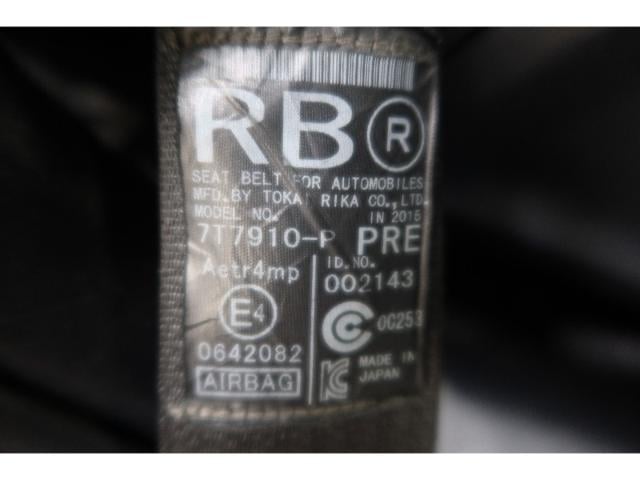 RB R
SEAT BELT FOR AUTOMOBILES
MFD. BY TOKAI RIKA CO., LTD.
MODEL NO. IN 2015
7T7910-P PRE
Aetr4mp
ID.NO.
002143
E4
0C253
0642082
MADE IN
JAPAN
AIRBAG